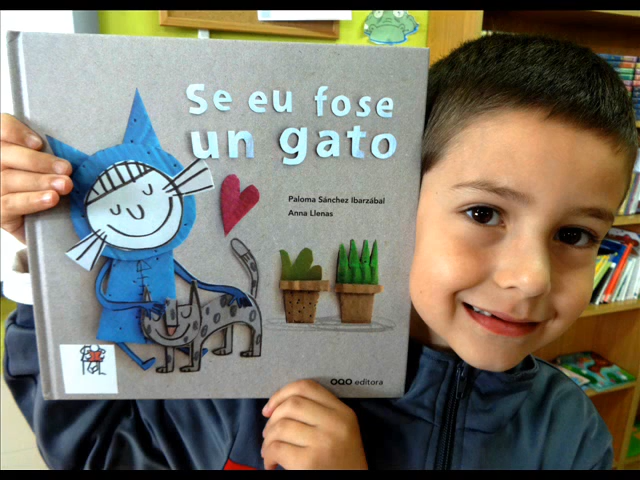 Se eu fose
un gato
Paloma Sánchez Ibarzábal
Anna Llenas
OQO editora